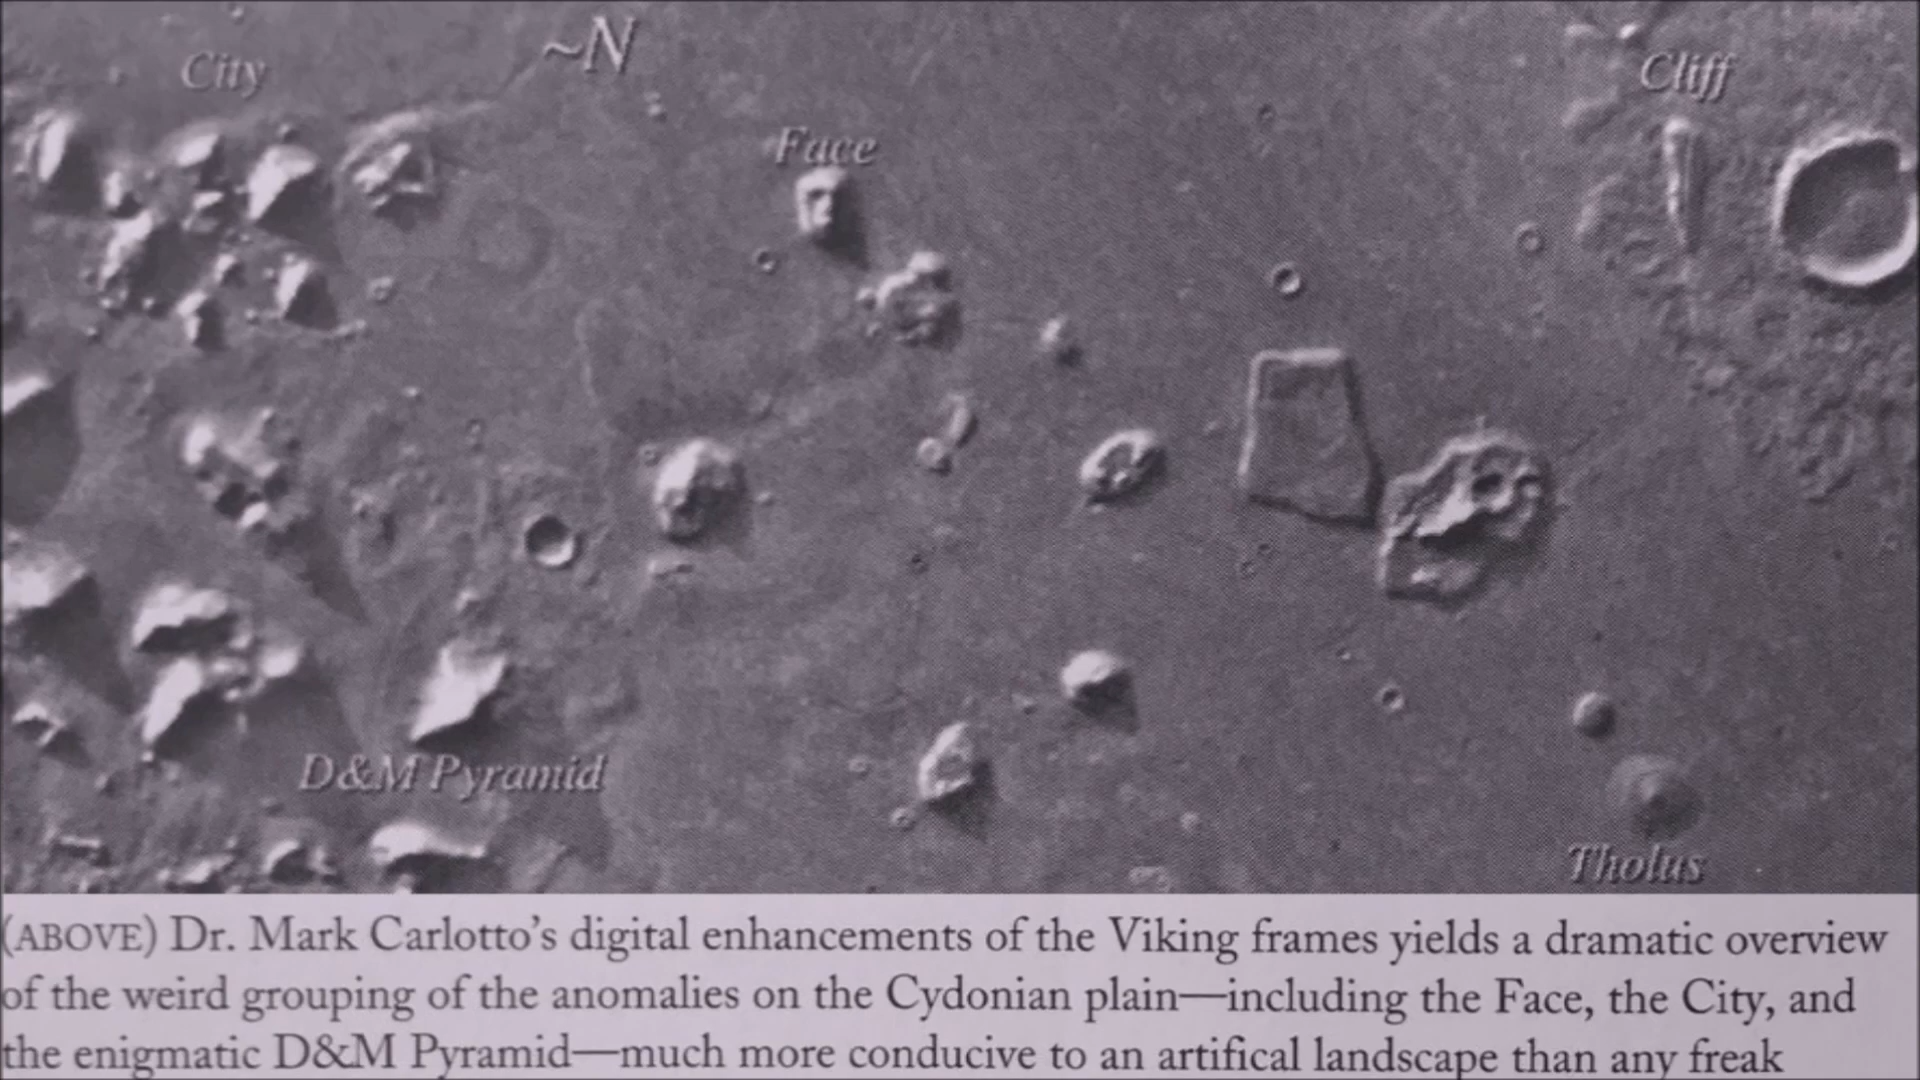 City
~N
Cliff
Face
D&M Pyramid
Tholus
(ABOVE) Dr. Mark Carlotto's digital enhancements of the Viking frames yields a dramatic overview
of the weird grouping of the anomalies on the Cydonian plain—including the Face, the City, and
the enigmatic D&M Pyramid—much more conducive to an artifical landscape than any freak